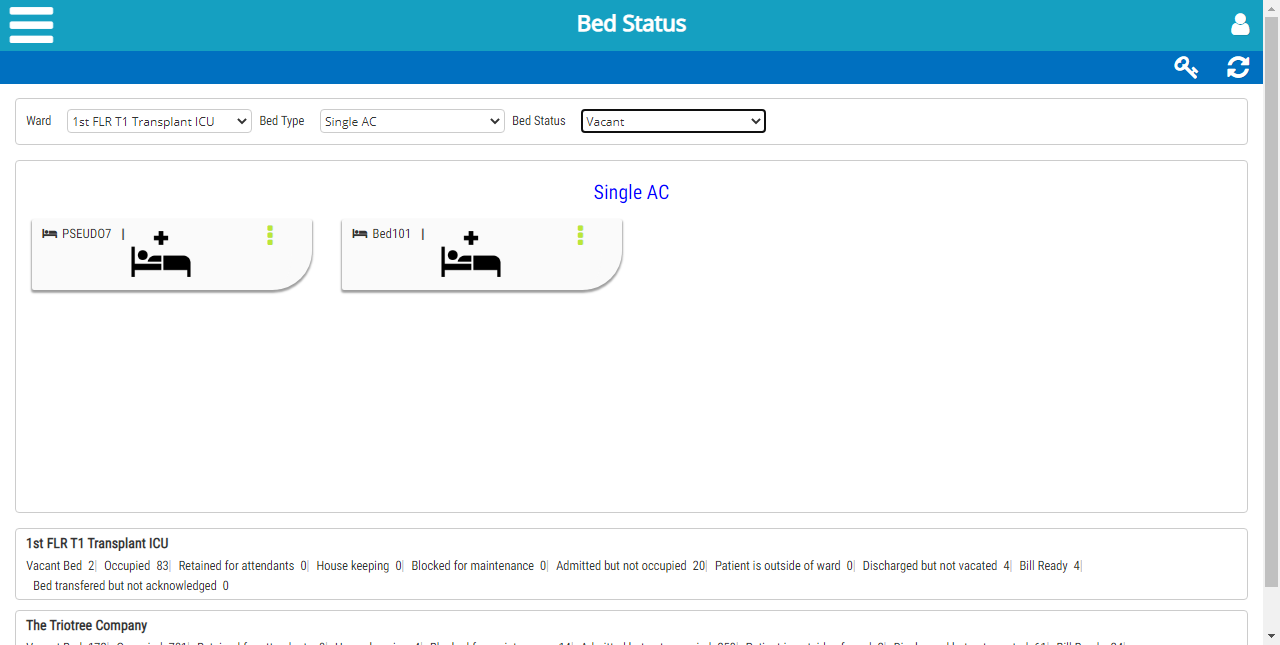 Bed Status
Ward 1st FLR T1 Transplant ICU Bed Type Single AC Bed Status Vacant
Single AC
PSEUDO7 | Bed101 |
1st FLR T1 Transplant ICU
Vacant Bed 2| Occupied 83| Retained for attendants 0| House keeping 0| Blocked for maintenance 0| Admitted but not occupied 20| Patient is outside of ward 0| Discharged but not vacated 4| Bill Ready 4|
Bed transfered but not acknowledged 0
The Triotree Company